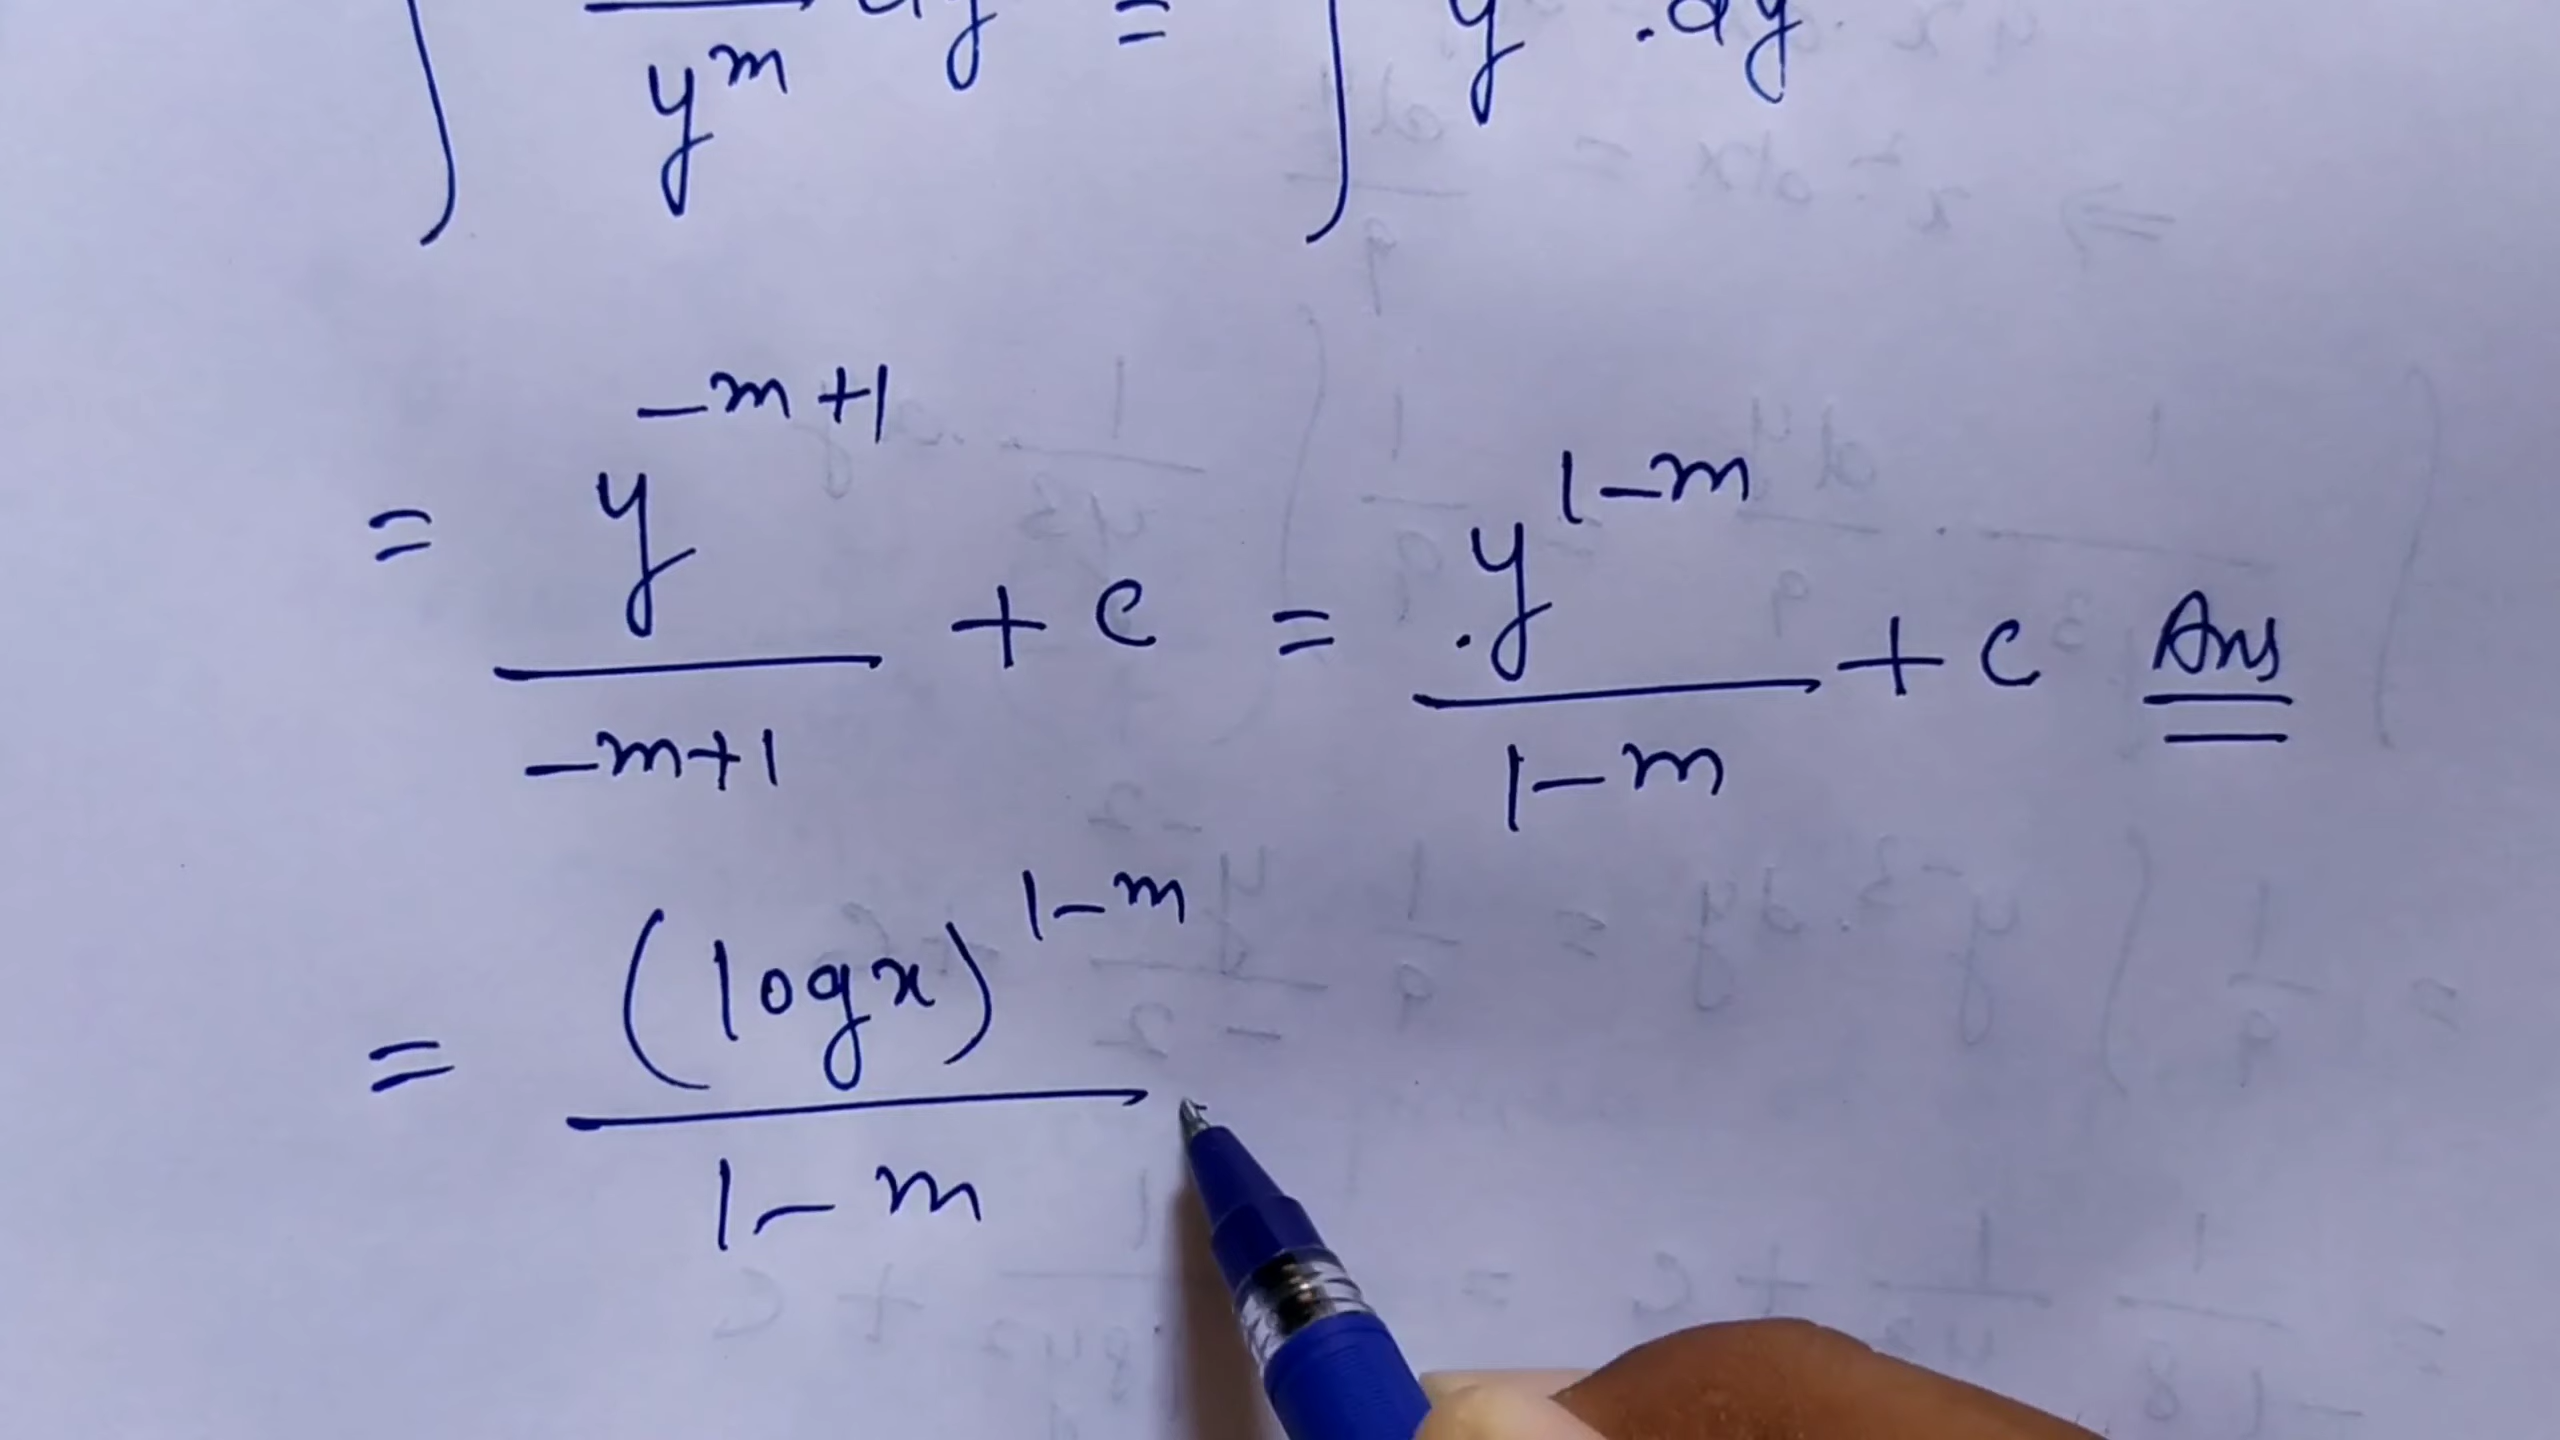 ∫ 1/y^m dy = ∫ y . dy
= y^(-m+1)/(-m+1) + c = .y^(1-m)/(1-m) + c Ans
= (log x)^(1-m)/(1-m)